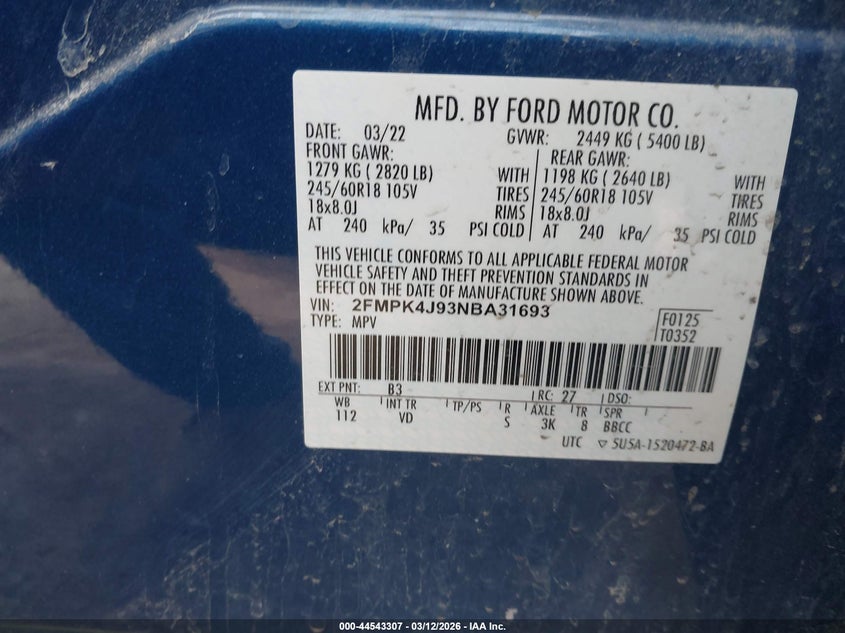 MFD. BY FORD MOTOR CO.
DATE: 03/22 GVWR: 2449 KG ( 5400 LB)
FRONT GAWR: REAR GAWR:
1279 KG ( 2820 LB) WITH 1198 KG ( 2640 LB) WITH
245/60R18 105V TIRES 245/60R18 105V TIRES
18x8.0J RIMS 18x8.0J RIMS
AT 240 kPa/ 35 PSI COLD AT 240 kPa/ 35 PSI COLD
THIS VEHICLE CONFORMS TO ALL APPLICABLE FEDERAL MOTOR
VEHICLE SAFETY AND THEFT PREVENTION STANDARDS IN
EFFECT ON THE DATE OF MANUFACTURE SHOWN ABOVE.
VIN: 2FMPK4J93NBA31693 F0125
TYPE: MPV T0352
EXT PNT: B3 RC: 27 DSO:
WB INT TR TP/PS R AXLE TR SPR
112 VD S 3K 8 BBCC
UTC ▽ 5U5A-1520472-BA
000-44543307 - 03/12/2026 - IAA Inc.